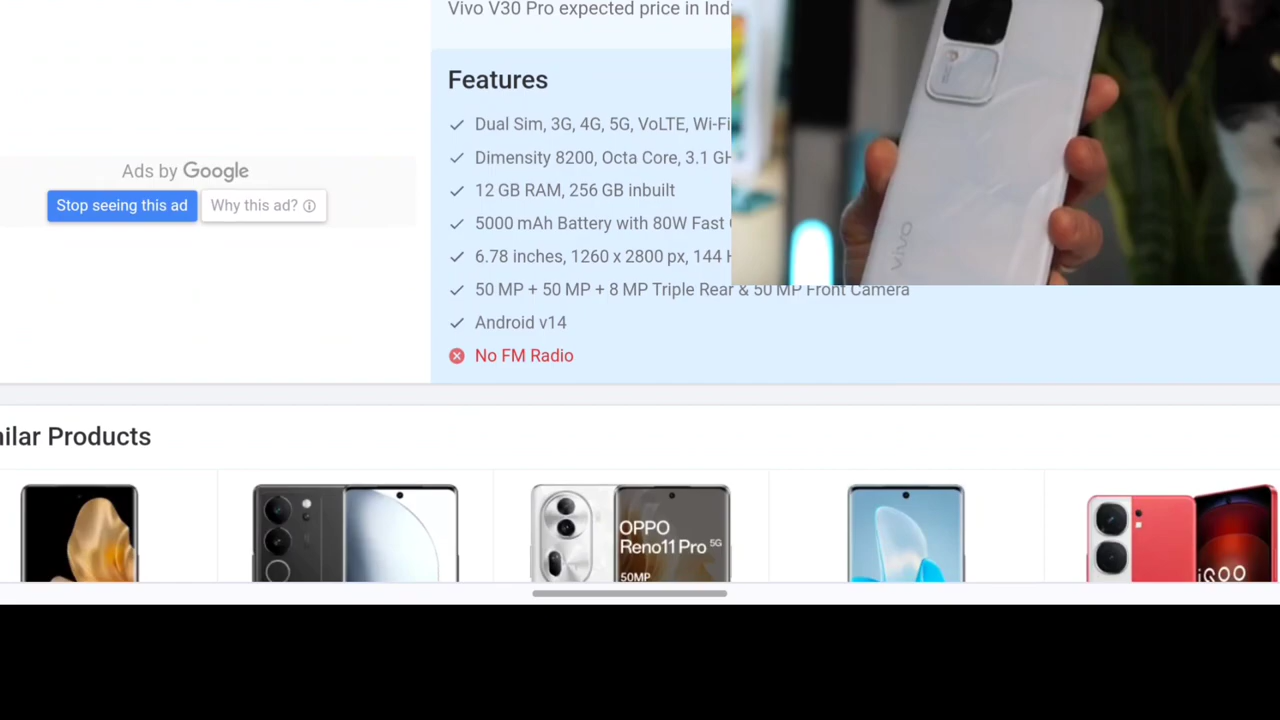 Vivo V30 Pro expected price in Ind
Features
Dual Sim, 3G, 4G, 5G, VoLTE, Wi-Fi
Dimensity 8200, Octa Core, 3.1 GH
12 GB RAM, 256 GB inbuilt
5000 mAh Battery with 80W Fast
6.78 inches, 1260 x 2800 px, 144 H
50 MP + 50 MP + 8 MP Triple Rear & 50 MP Front Camera
Android v14
No FM Radio
Ads by Google
Stop seeing this ad
Why this ad?
vivo
ilar Products
OPPO
Reno11 Pro 5G
50MP
iQOO